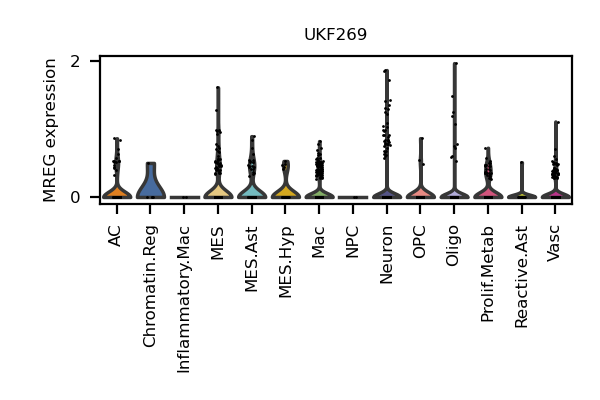 UKF269
MREG expression
2
0
AC
Chromatin.Reg
Inflammatory.Mac
MES
MES.Ast
MES.Hyp
Mac
NPC
Neuron
OPC
Oligo
Prolif.Metab
Reactive.Ast
Vasc